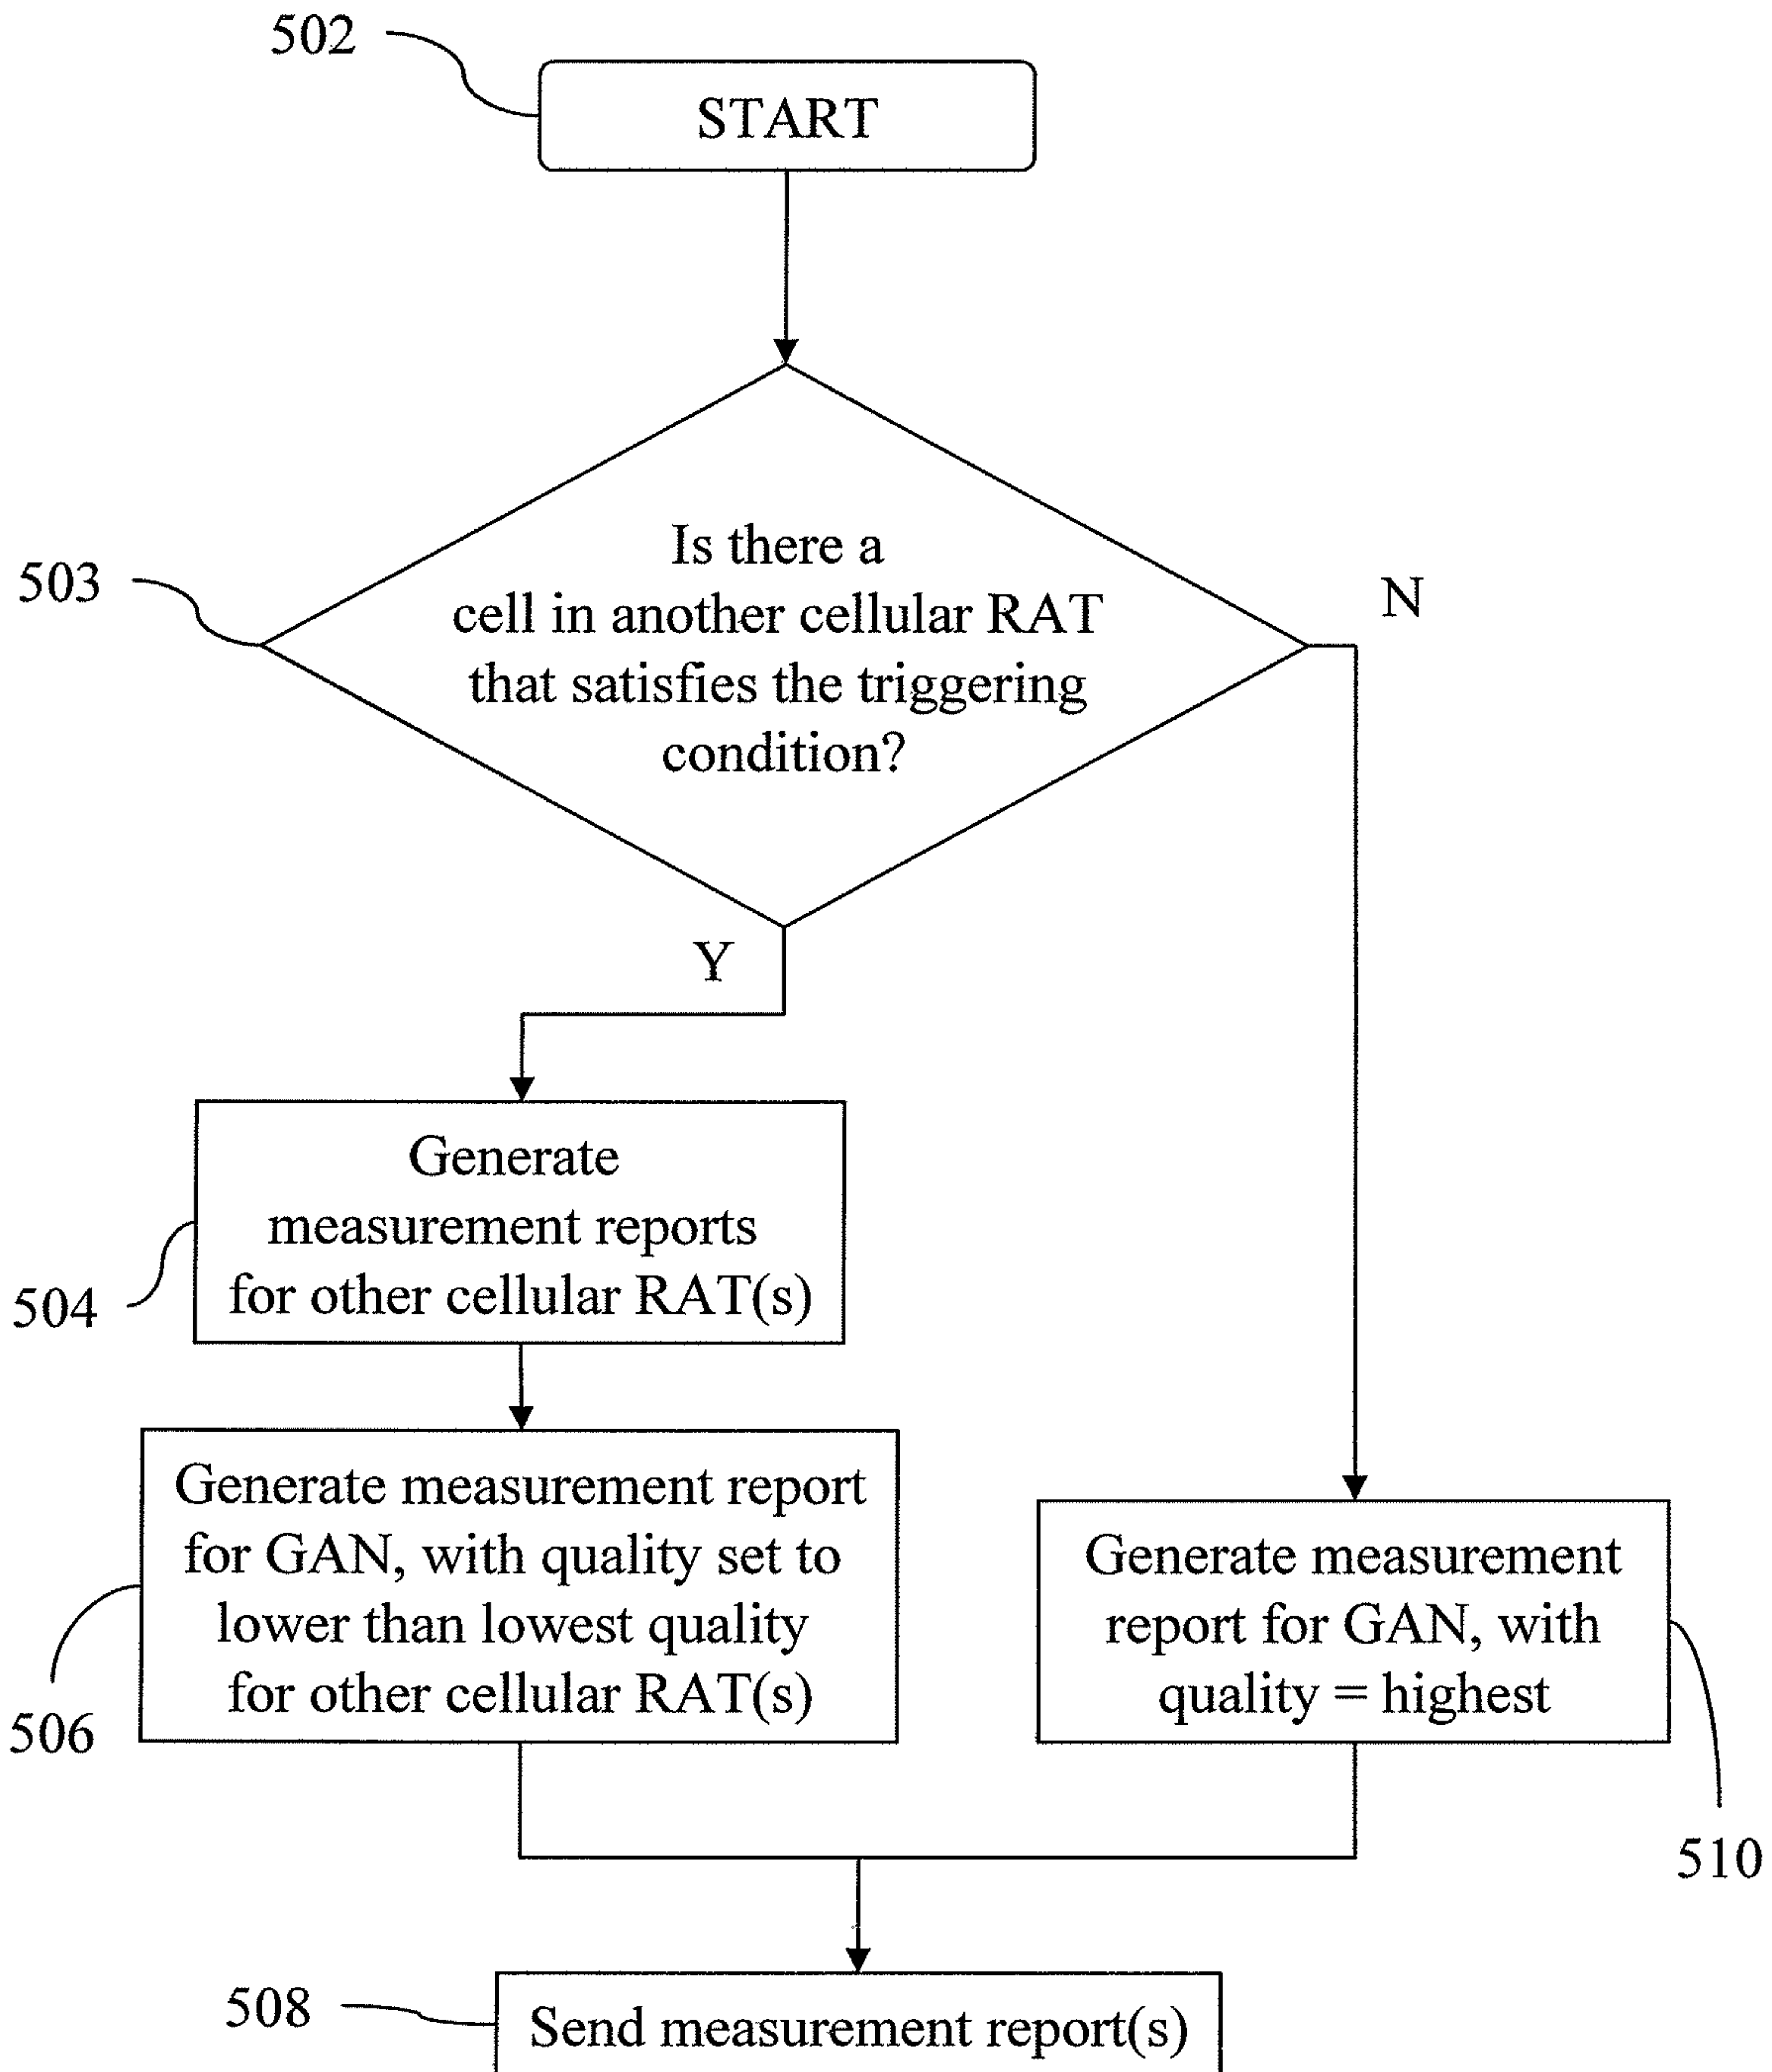 502
START
503
Is there a
cell in another cellular RAT
that satisfies the triggering
condition?
N
Y
Generate
measurement reports
for other cellular RAT(s)
504
Generate measurement report
for GAN, with quality set to
lower than lowest quality
for other cellular RAT(s)
506
Generate measurement
report for GAN, with
quality = highest
510
508
Send measurement report(s)